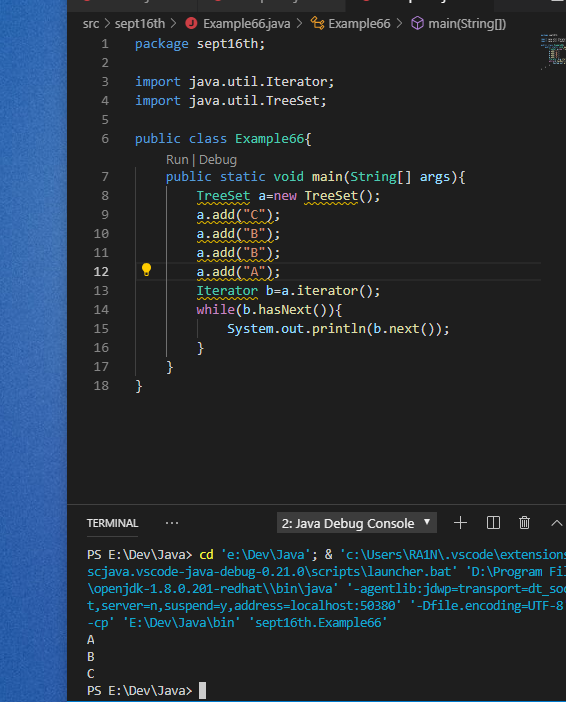 src > sept16th > Example66.java > Example66 > main(String[])
1 package sept16th;
2
3 import java.util.Iterator;
4 import java.util.TreeSet;
5
6 public class Example66{
Run | Debug
7 public static void main(String[] args){
8 TreeSet a=new TreeSet();
9 a.add("C");
10 a.add("B");
11 a.add("B");
12 a.add("A");
13 Iterator b=a.iterator();
14 while(b.hasNext()){
15 System.out.println(b.next());
16 }
17 }
18 }
TERMINAL ... 2: Java Debug Console
PS E:\Dev\Java> cd 'e:\Dev\Java'; & 'c:\Users\RA1N\.vscode\extensions
scjava.vscode-java-debug-0.21.0\scripts\launcher.bat' 'D:\Program Fil
\openjdk-1.8.0.201-redhat\\bin\java' '-agentlib:jdwp=transport=dt_soc
t,server=n,suspend=y,address=localhost:50380' '-Dfile.encoding=UTF-8
-cp' 'E:\Dev\Java\bin' 'sept16th.Example66'
A
B
C
PS E:\Dev\Java>